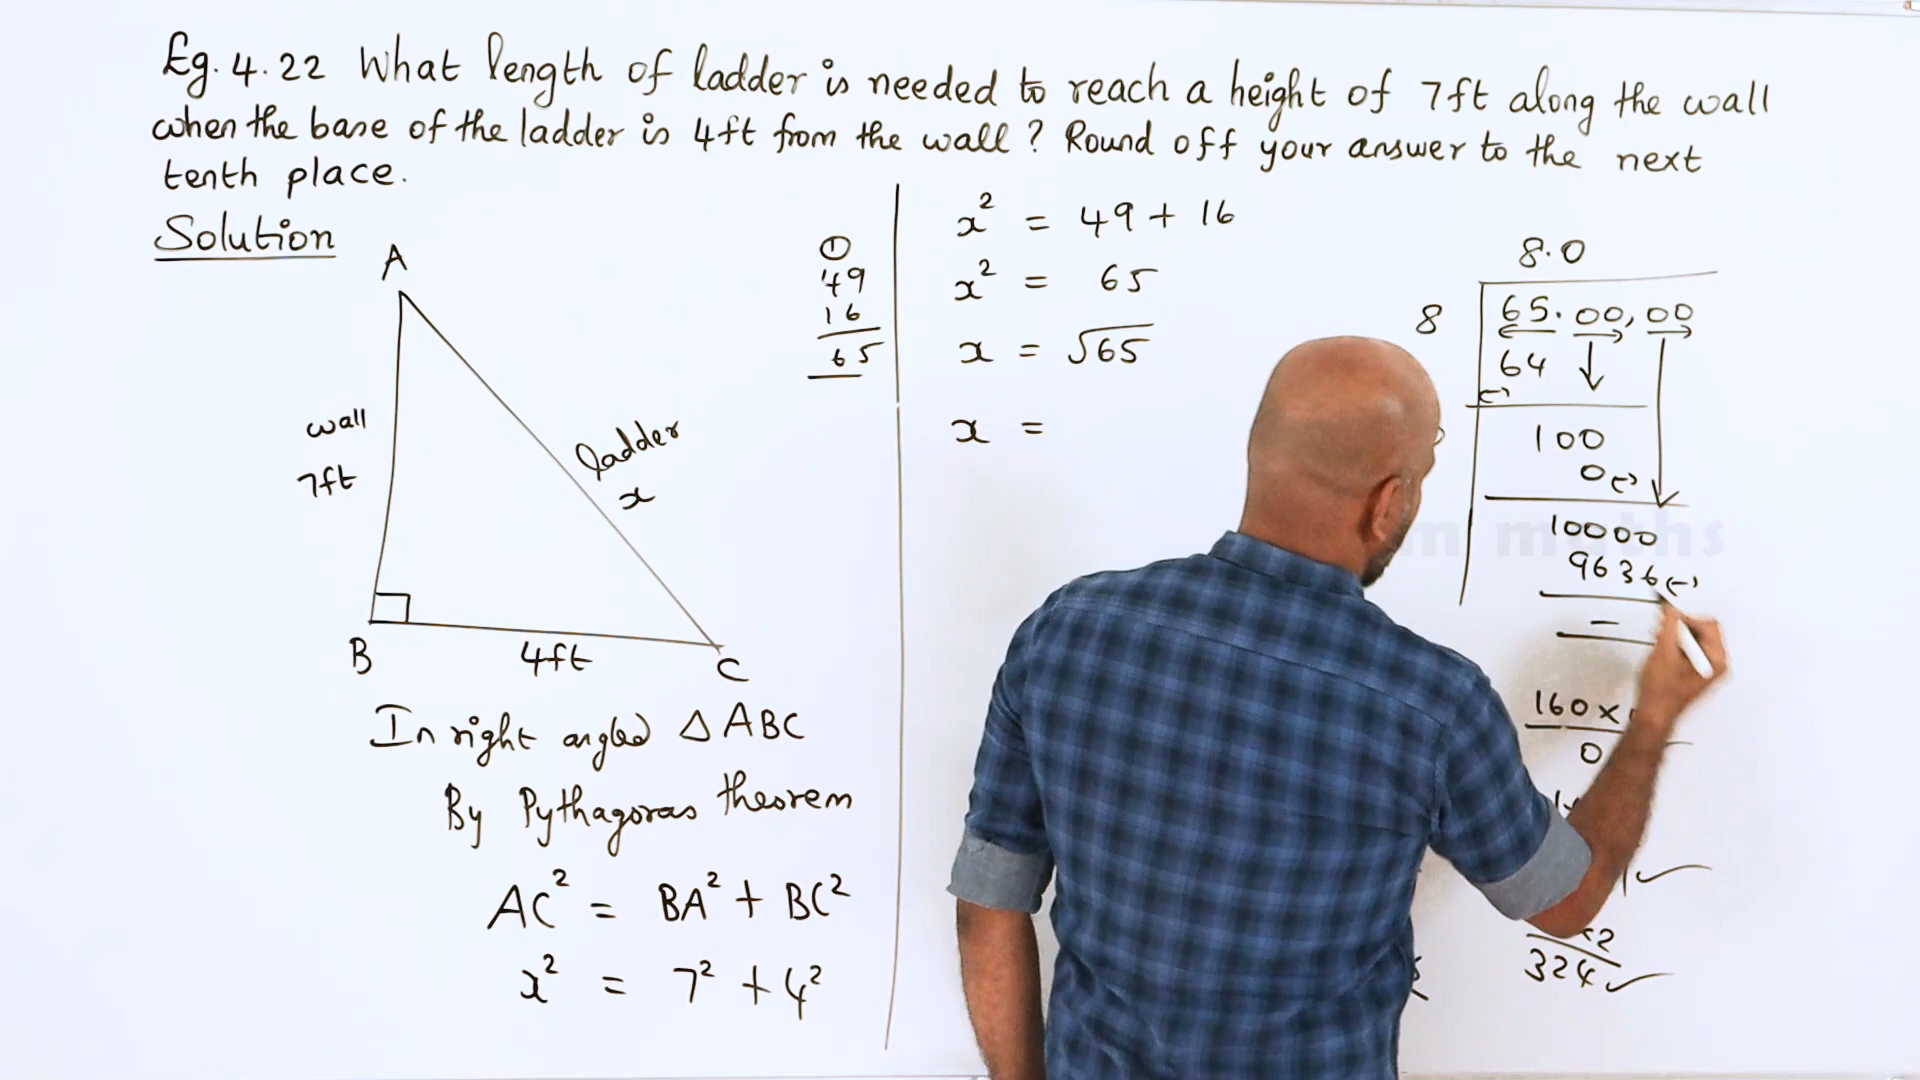 Eg. 4.22 What length of ladder is needed to reach a height of 7ft along the wall
when the base of the ladder is 4ft from the wall? Round off your answer to the next
tenth place.
Solution
A
wall
7ft
ladder
x
B
4ft
C
In right angled △ ABC
By Pythagoras theorem
AC² = BA² + BC²
x² = 7² + 4²
①
49
16
65
x² = 49 + 16
x² = 65
x = √65
x =
8.0
8
65.00,00
64
(-)
100
0(-)
10000
9636(-)
–
160×
0
×2
324✓